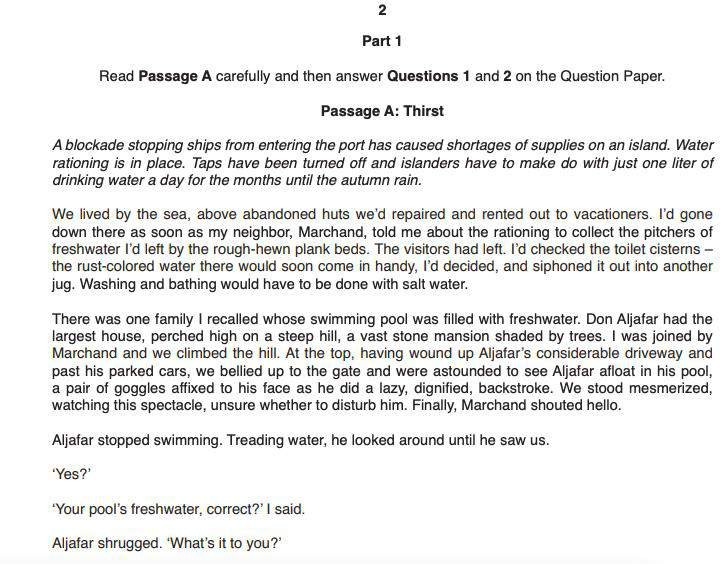 2
Part 1
Read Passage A carefully and then answer Questions 1 and 2 on the Question Paper.
Passage A: Thirst
A blockade stopping ships from entering the port has caused shortages of supplies on an island. Water
rationing is in place. Taps have been turned off and islanders have to make do with just one liter of
drinking water a day for the months until the autumn rain.
We lived by the sea, above abandoned huts we'd repaired and rented out to vacationers. I'd gone
down there as soon as my neighbor, Marchand, told me about the rationing to collect the pitchers of
freshwater I'd left by the rough-hewn plank beds. The visitors had left. I'd checked the toilet cisterns –
the rust-colored water there would soon come in handy, I'd decided, and siphoned it out into another
jug. Washing and bathing would have to be done with salt water.
There was one family I recalled whose swimming pool was filled with freshwater. Don Aljafar had the
largest house, perched high on a steep hill, a vast stone mansion shaded by trees. I was joined by
Marchand and we climbed the hill. At the top, having wound up Aljafar's considerable driveway and
past his parked cars, we bellied up to the gate and were astounded to see Aljafar afloat in his pool,
a pair of goggles affixed to his face as he did a lazy, dignified, backstroke. We stood mesmerized,
watching this spectacle, unsure whether to disturb him. Finally, Marchand shouted hello.
Aljafar stopped swimming. Treading water, he looked around until he saw us.
'Yes?'
'Your pool's freshwater, correct?' I said.
Aljafar shrugged. 'What's it to you?'